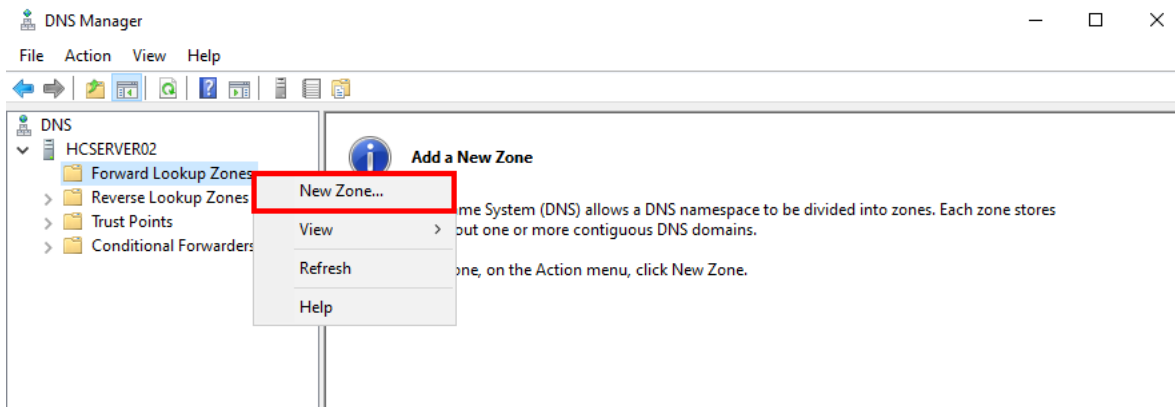 DNS Manager
File Action View Help
DNS
HCSERVER02
Forward Lookup Zones
Reverse Lookup Zones
Trust Points
Conditional Forwarders
New Zone...
View
Refresh
Help
Add a New Zone
me System (DNS) allows a DNS namespace to be divided into zones. Each zone stores
out one or more contiguous DNS domains.
one, on the Action menu, click New Zone.